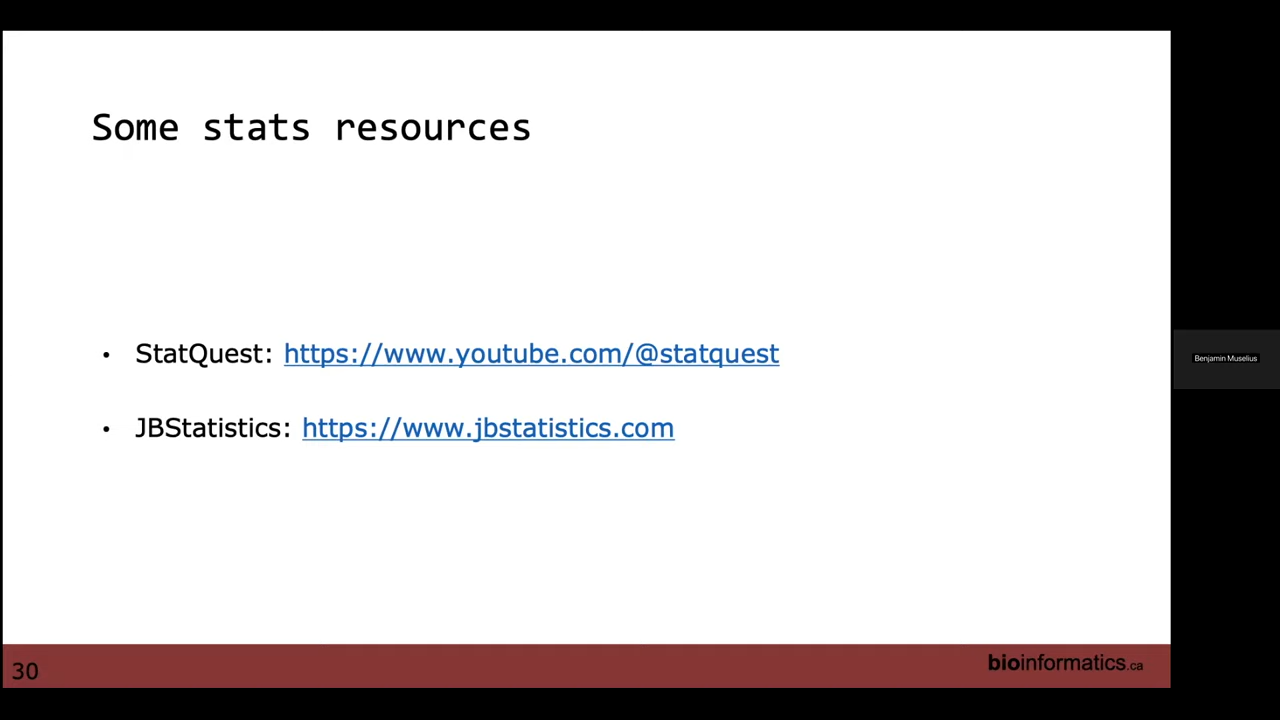 Some stats resources
• StatQuest: https://www.youtube.com/@statquest
• JBStatistics: https://www.jbstatistics.com
Benjamin Muselius
30
bioinformatics.ca